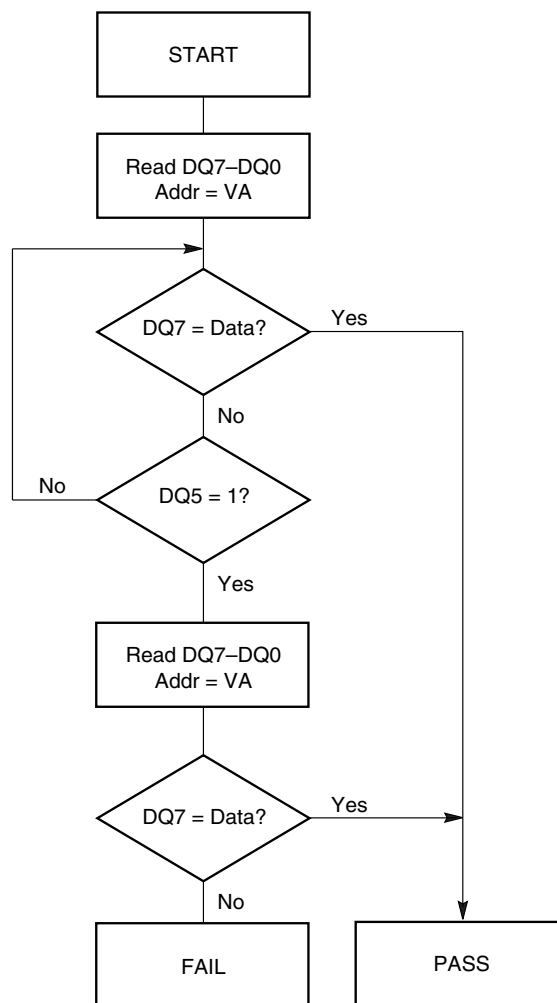 START
Read DQ7–DQ0
Addr = VA
DQ7 = Data?
Yes
No
No
DQ5 = 1?
Yes
Read DQ7–DQ0
Addr = VA
DQ7 = Data?
Yes
No
FAIL
PASS